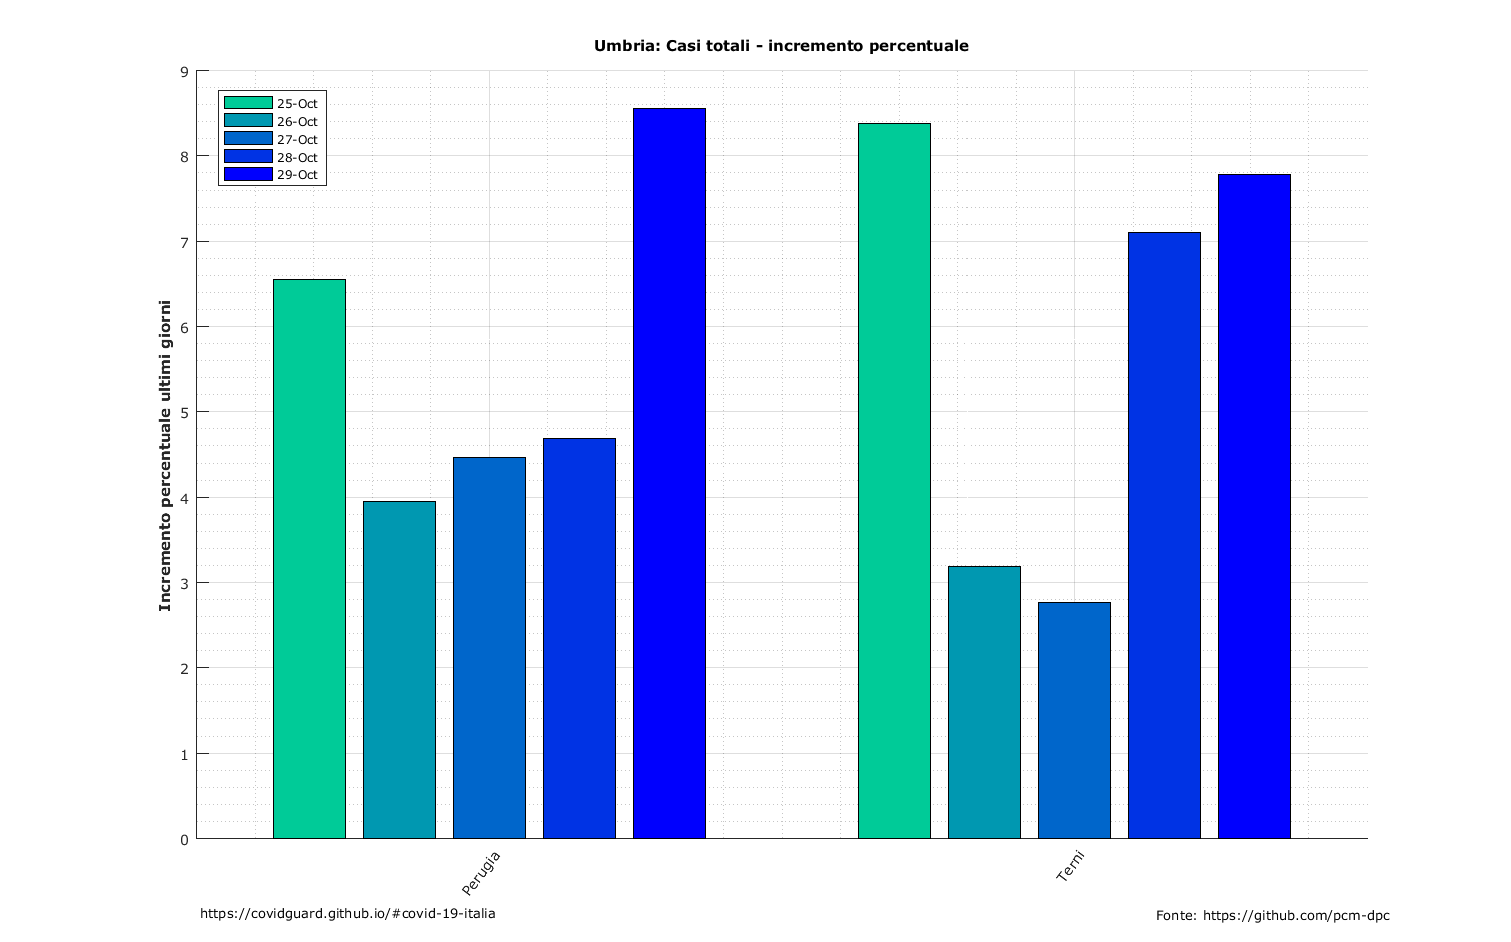 Umbria: Casi totali - incremento percentuale
9
8
7
6
5
4
3
2
1
0
Incremento percentuale ultimi giorni
25-Oct
26-Oct
27-Oct
28-Oct
29-Oct
Perugia
Terni
https://covidguard.github.io/#covid-19-italia
Fonte: https://github.com/pcm-dpc